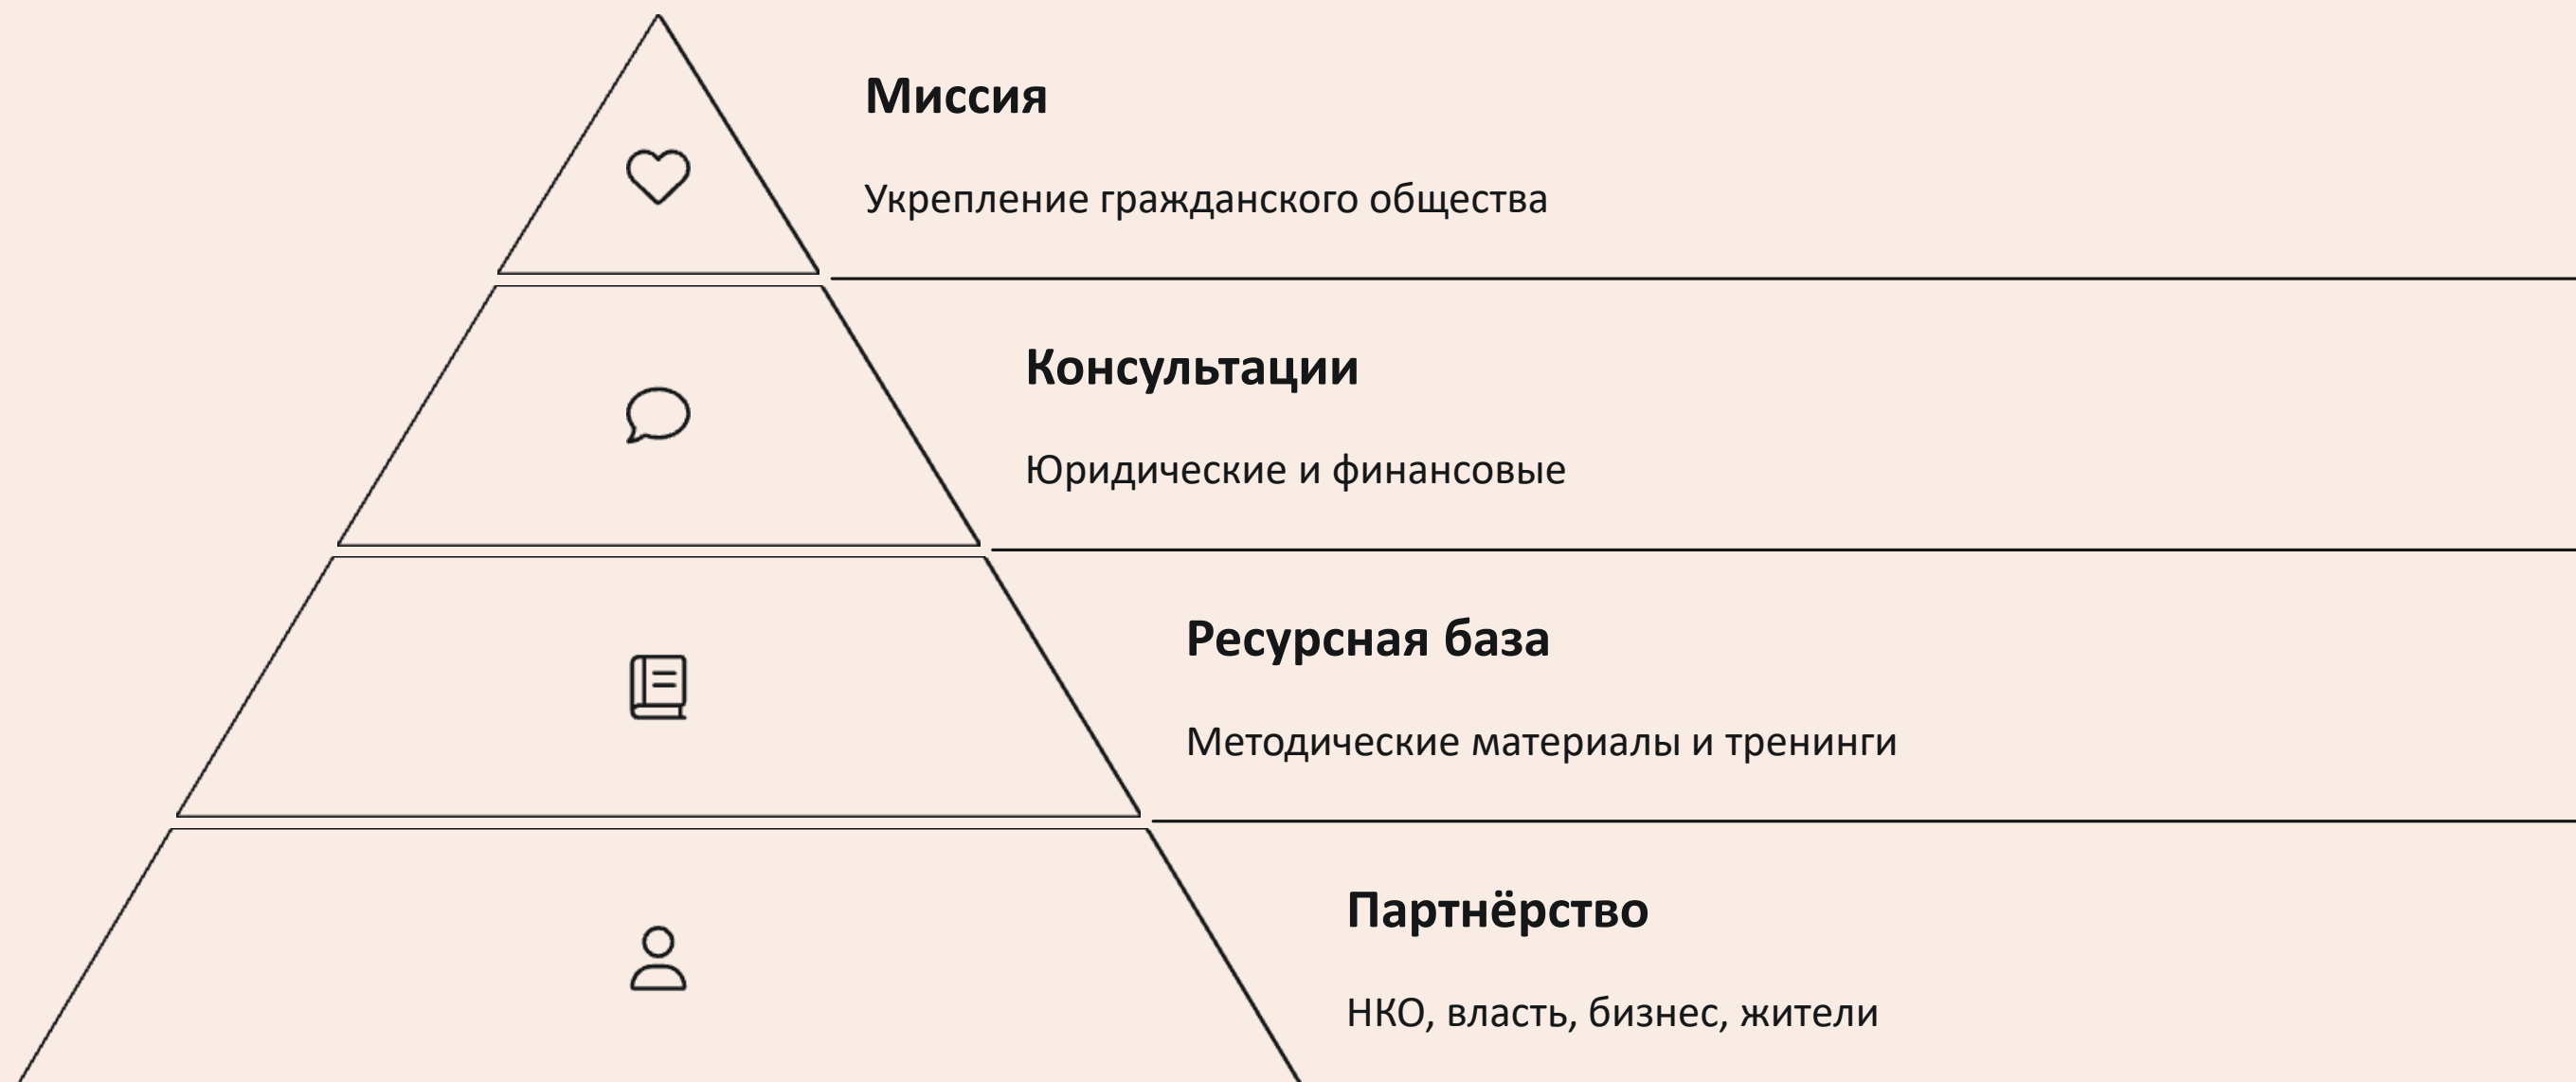 Миссия
Укрепление гражданского общества
Консультации
Юридические и финансовые
Ресурсная база
Методические материалы и тренинги
Партнёрство
НКО, власть, бизнес, жители